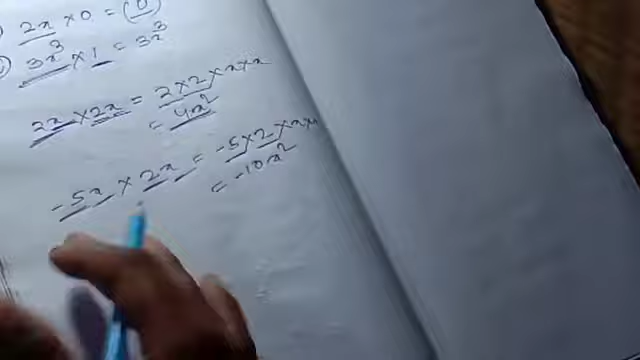 2x × 0 = 0
3x³ × 1 = 3x³
2x × 2x = 2 × 2 × x × x
= 4x²
-5x × 2x = -5 × 2 × x × x
= -10x²